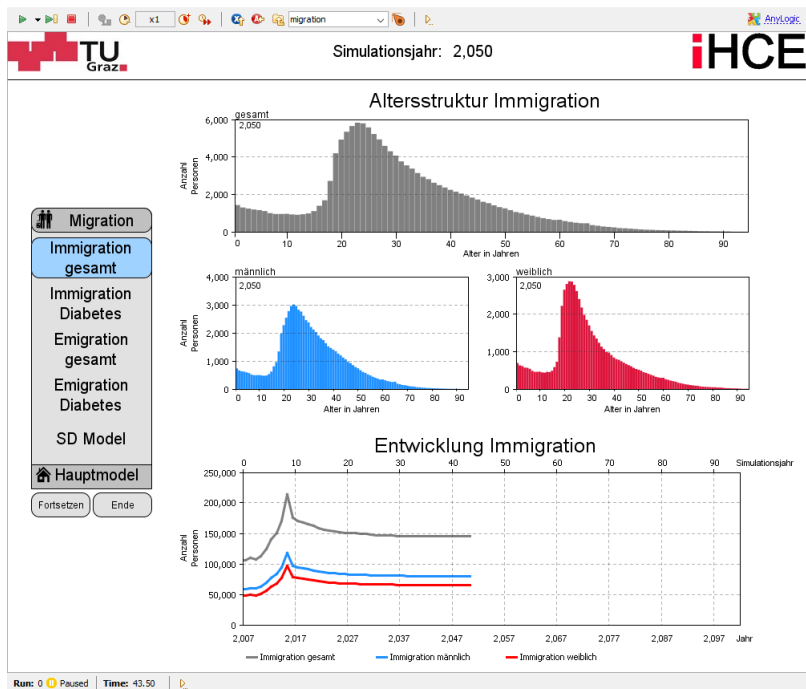 x1
migration
AnyLogic
TU
Graz
Simulationsjahr: 2,050
iHCE
Altersstruktur Immigration
gesamt
2,050
Anzahl
Personen
6,000
4,000
2,000
0
0 10 20 30 40 50 60 70 80 90
Alter in Jahren
Migration
Immigration
gesamt
Immigration
Diabetes
Emigration
gesamt
Emigration
Diabetes
SD Model
Hauptmodel
Fortsetzen Ende
männlich
2,050
Anzahl
Personen
4,000
3,000
2,000
1,000
0
0 10 20 30 40 50 60 70 80 90
Alter in Jahren
weiblich
2,050
3,000
2,000
1,000
0
0 10 20 30 40 50 60 70 80 90
Alter in Jahren
Entwicklung Immigration
0 10 20 30 40 50 60 70 80 90 Simulationsjahr
Anzahl
Personen
250,000
200,000
150,000
100,000
50,000
0
2,007 2,017 2,027 2,037 2,047 2,057 2,067 2,077 2,087 2,097 Jahr
Immigration gesamt Immigration männlich Immigration weiblich
Run: 0 Paused Time: 43.50